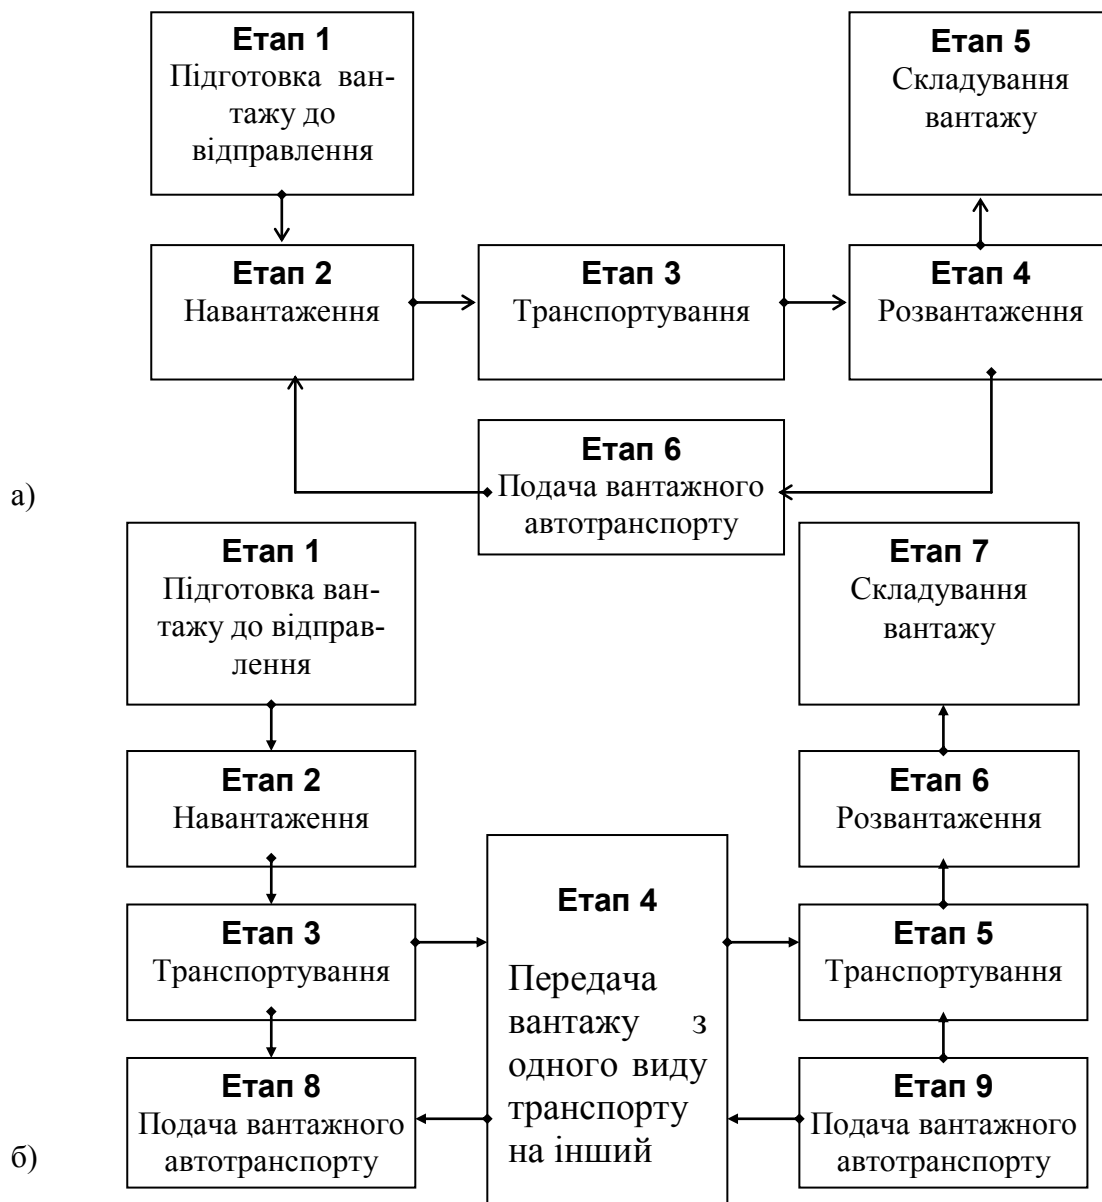 Етап 1
Підготовка ван-
тажу до
відправлення
Етап 5
Складування
вантажу
Етап 2
Навантаження
Етап 3
Транспортування
Етап 4
Розвантаження
Етап 6
Подача вантажного
автотранспорту
а)
Етап 1
Підготовка ван-
тажу до відправ-
лення
Етап 7
Складування
вантажу
Етап 2
Навантаження
Етап 6
Розвантаження
Етап 3
Транспортування
Етап 4
Передача
вантажу з
одного виду
транспорту
на інший
Етап 5
Транспортування
Етап 8
Подача вантажного
автотранспорту
Етап 9
Подача вантажного
автотранспорту
б)